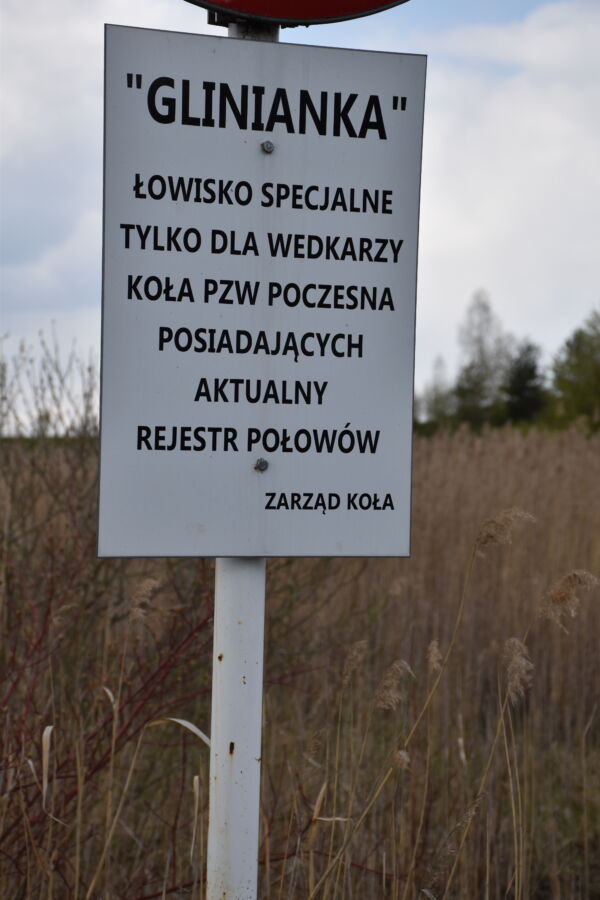 "GLINIANKA"
ŁOWISKO SPECJALNE
TYLKO DLA WEDKARZY
KOŁA PZW POCZESNA
POSIADAJĄCYCH
AKTUALNY
REJESTR POŁOWÓW
ZARZĄD KOŁA